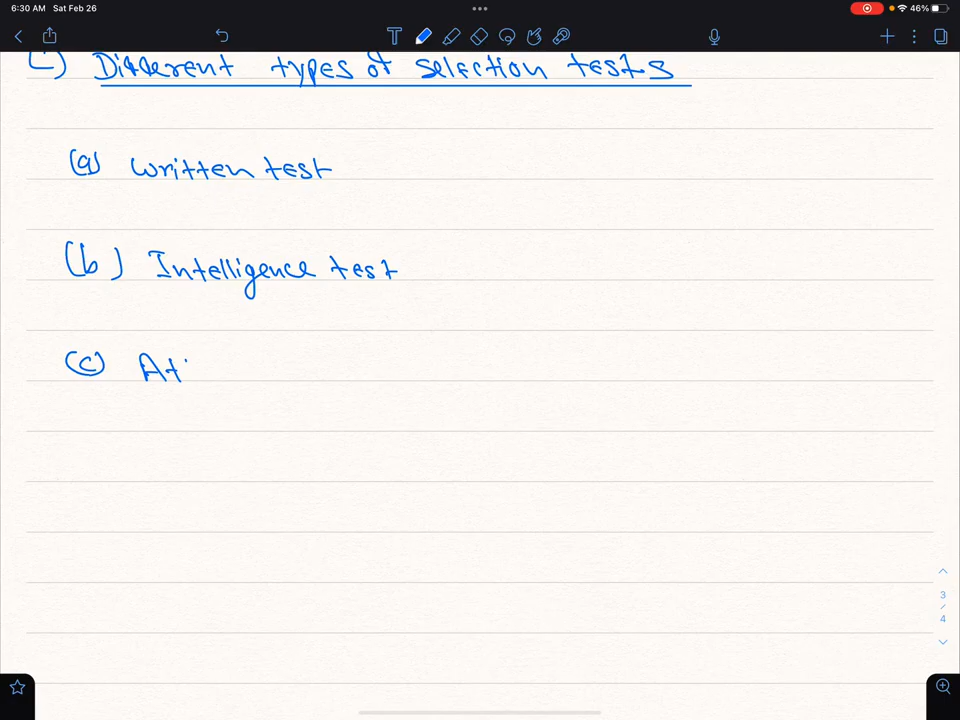 6:30 AM Sat Feb 26
46%
Different types of selection tests
(a) written test
(b) Intelligence test
(c) At
3
/
4